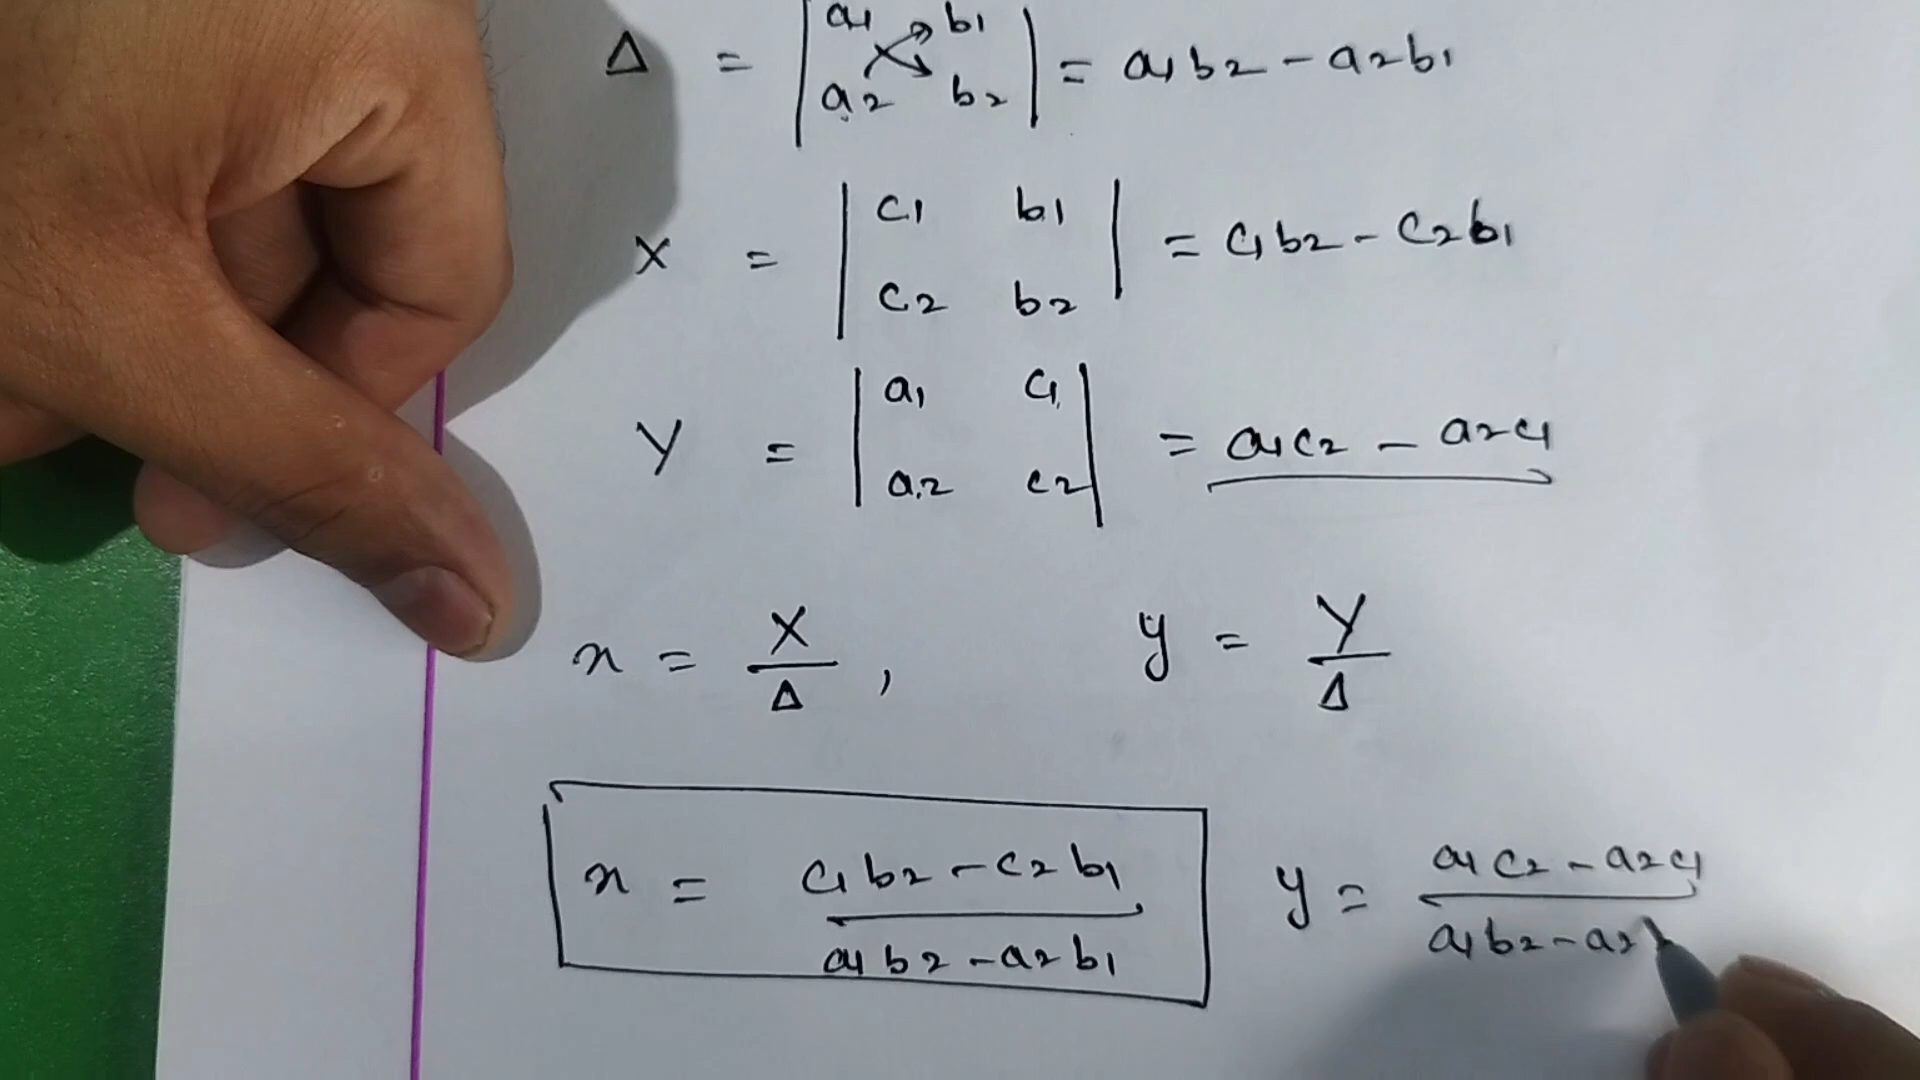 Δ = | a1 b1 | = a1b2 - a2b1
| a2 b2 |
X = | c1 b1 | = c1b2 - c2b1
| c2 b2 |
Y = | a1 c1 | = a1c2 - a2c1
| a2 c2 |
x = X/Δ , y = Y/Δ
x = c1b2 - c2b1 / a1b2 - a2b1 y = a1c2 - a2c1 / a1b2 - a2